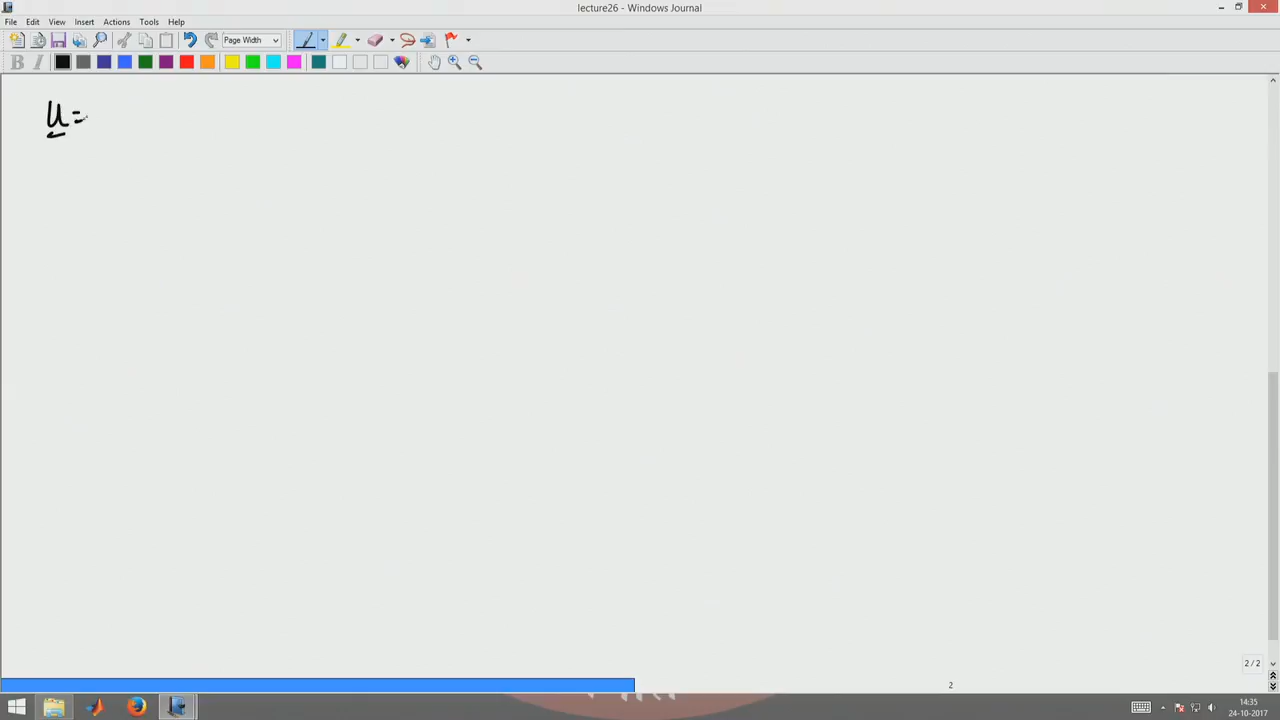 lecture26 - Windows Journal
File Edit View Insert Actions Tools Help
Page Width
B I
u =
2 / 2
2
14:35
24-10-2017